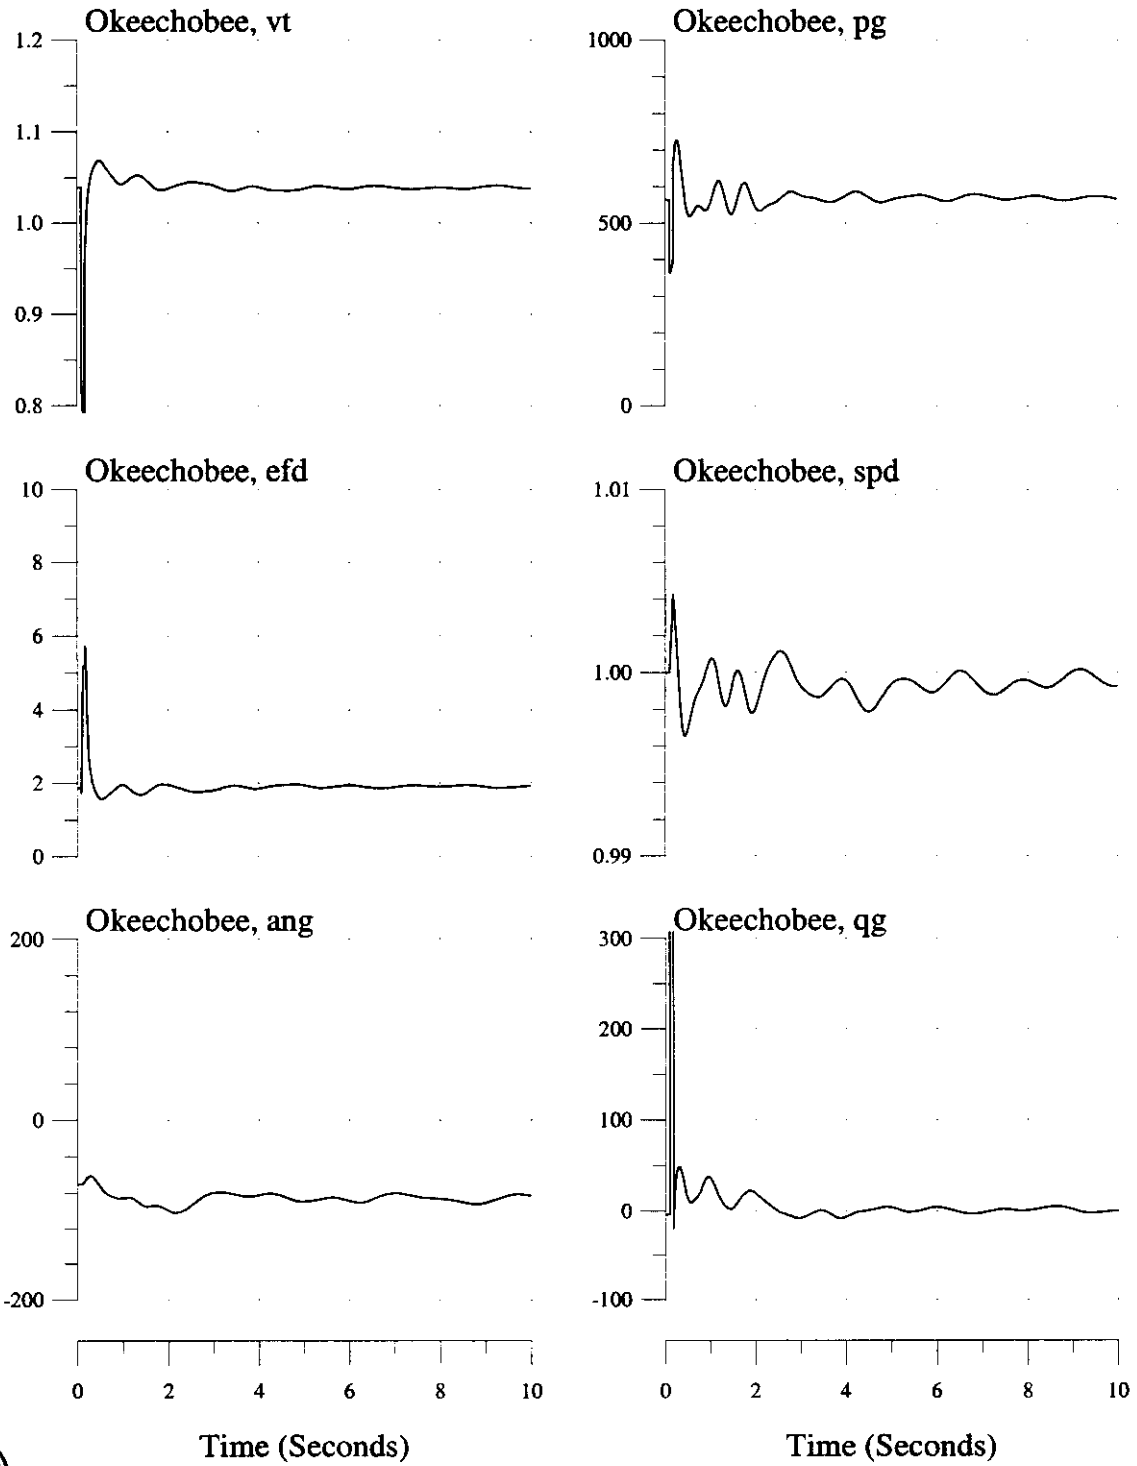 Okeechobee, vt
1.2
1.1
1.0
0.9
0.8
Okeechobee, pg
1000
500
0
Okeechobee, efd
10
8
6
4
2
0
Okeechobee, spd
1.01
1.00
0.99
Okeechobee, ang
200
0
-200
Okeechobee, qg
300
200
100
0
-100
0 2 4 6 8 10
Time (Seconds)
0 2 4 6 8 10
Time (Seconds)